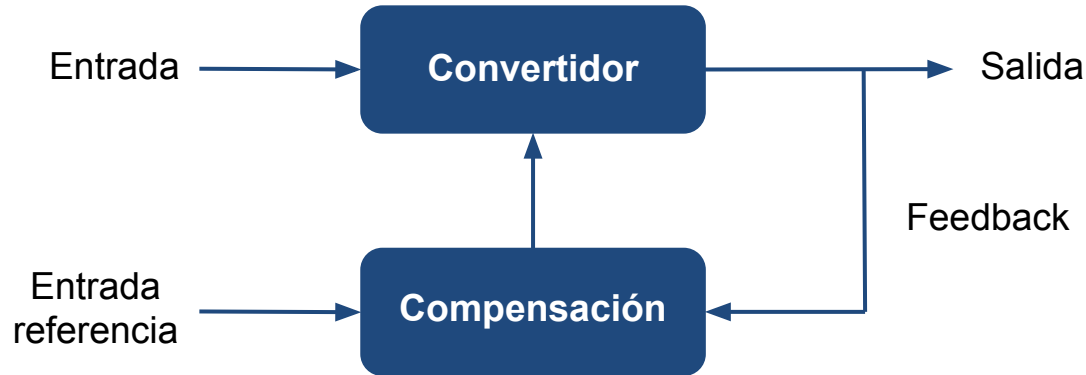 Entrada
Convertidor
Salida
Feedback
Entrada
referencia
Compensación